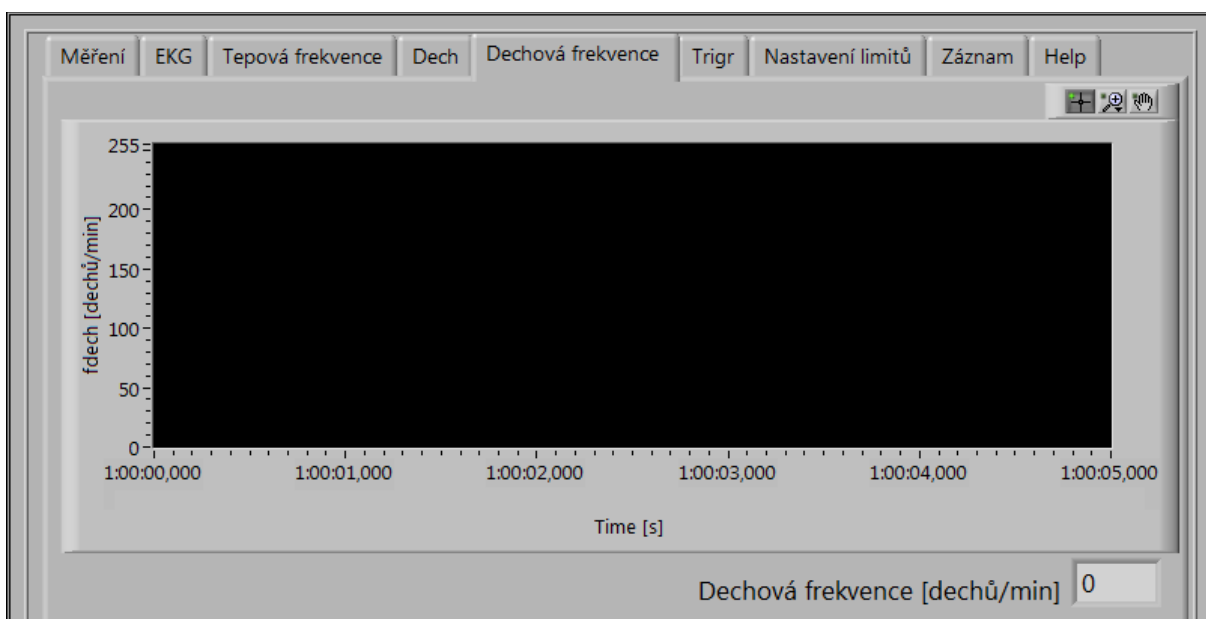 Měření EKG Tepová frekvence Dech Dechová frekvence Trigr Nastavení limitů Záznam Help
255
200
150
100
50
0
fdech [dechů/min]
1:00:00,000 1:00:01,000 1:00:02,000 1:00:03,000 1:00:04,000 1:00:05,000
Time [s]
Dechová frekvence [dechů/min] 0